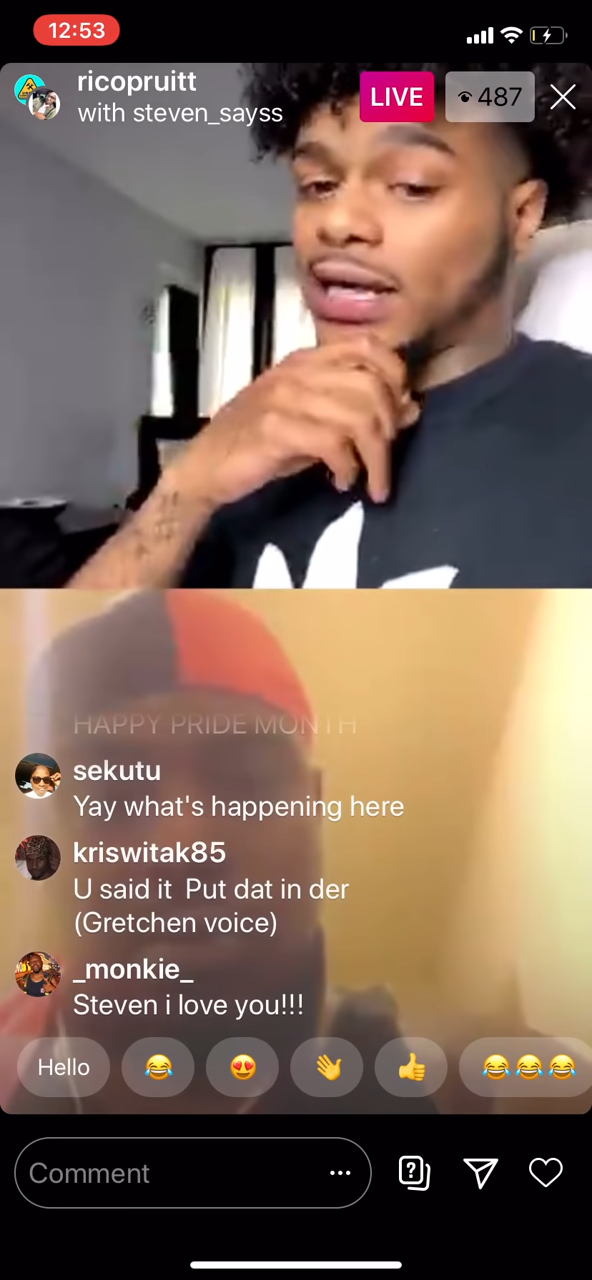 12:53
ricopruitt
with steven_sayss
LIVE
487
HAPPY PRIDE MONTH
sekutu
Yay what's happening here
kriswitak85
U said it Put dat in der
(Gretchen voice)
_monkie_
Steven i love you!!!
Hello
Comment